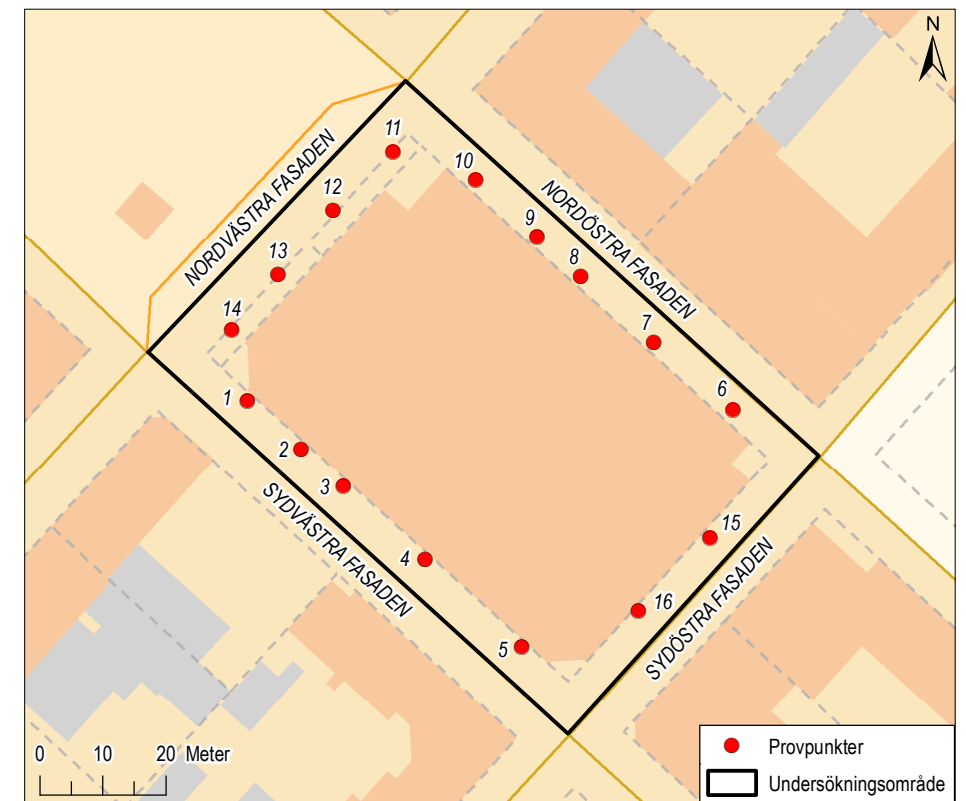 N
11
10
NORDVÄSTRA FASADEN
NORDÖSTRA FASADEN
12
9
13
8
14
7
1
6
2
3
SYDVÄSTRA FASADEN
15
4
SYDÖSTRA FASADEN
16
5
0 10 20 Meter
Provpunkter
Undersökningsområde